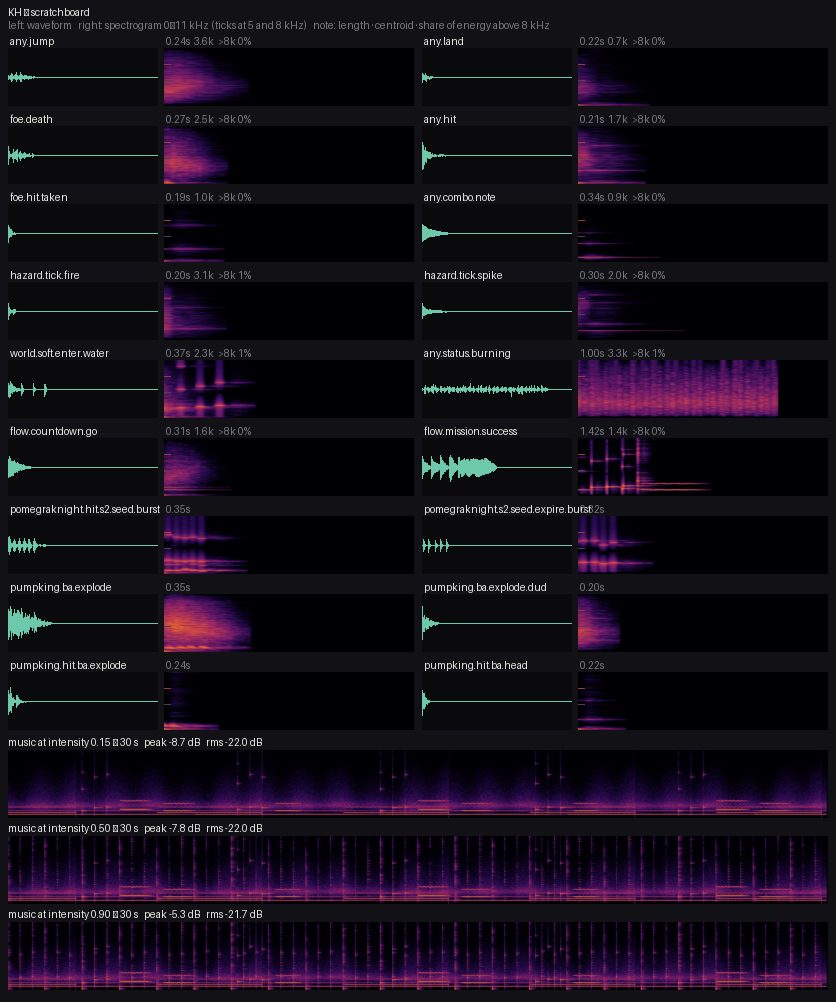 KH □ scratchboard
left: waveform right: spectrogram 0□11 kHz (ticks at 5 and 8 kHz) note: length · centroid · share of energy above 8 kHz
any.jump 0.24s 3.6k >8k 0% any.land 0.22s 0.7k >8k 0%
foe.death 0.27s 2.5k >8k 0% any.hit 0.21s 1.7k >8k 0%
foe.hit.taken 0.19s 1.0k >8k 0% any.combo.note 0.34s 0.9k >8k 0%
hazard.tick.fire 0.20s 3.1k >8k 1% hazard.tick.spike 0.30s 2.0k >8k 0%
world.soft.enter.water 0.37s 2.3k >8k 1% any.status.burning 1.00s 3.3k >8k 1%
flow.countdown.go 0.31s 1.6k >8k 0% flow.mission.success 1.42s 1.4k >8k 0%
pomegraknight.hit.s2.seed.burst 0.35s pomegraknight.s2.seed.expire.burst
pumpking.ba.explode 0.35s pumpking.ba.explode.dud 0.20s
pumpking.hit.ba.explode 0.24s pumpking.hit.ba.head 0.22s
music at intensity 0.15 □ 30 s peak -8.7 dB rms -22.0 dB
music at intensity 0.50 □ 30 s peak -7.8 dB rms -22.0 dB
music at intensity 0.90 □ 30 s peak -5.3 dB rms -21.7 dB